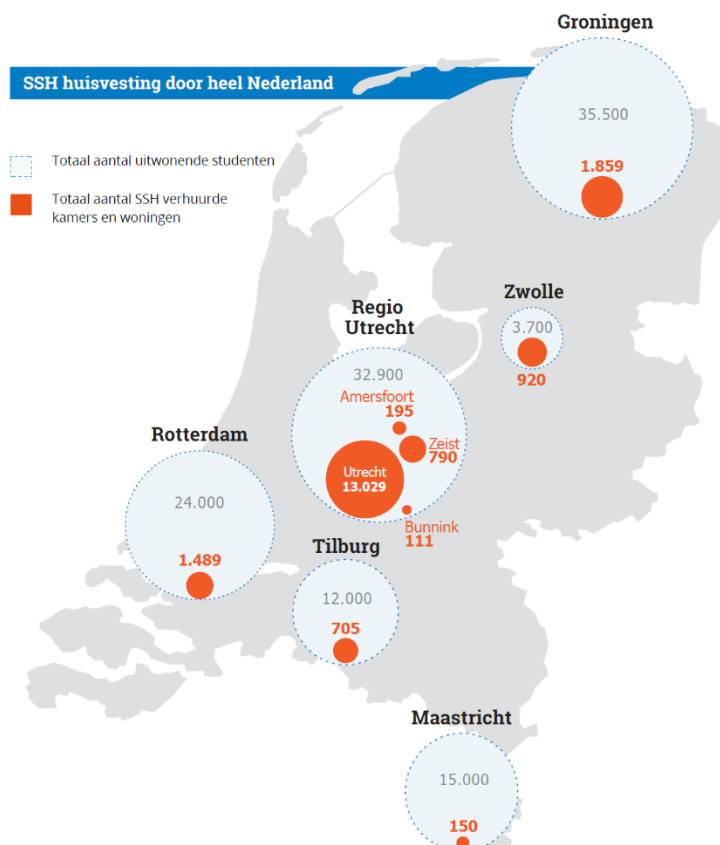 Groningen
SSH huisvesting door heel Nederland
35.500
1.859
Totaal aantal uitwonende studenten
Totaal aantal SSH verhuurde
kamers en woningen
Zwolle
3.700
920
Regio
Utrecht
32.900
Amersfoort
195
Zeist
790
Utrecht
13.029
Bunnink
111
Rotterdam
24.000
1.489
Tilburg
12.000
705
Maastricht
15.000
150